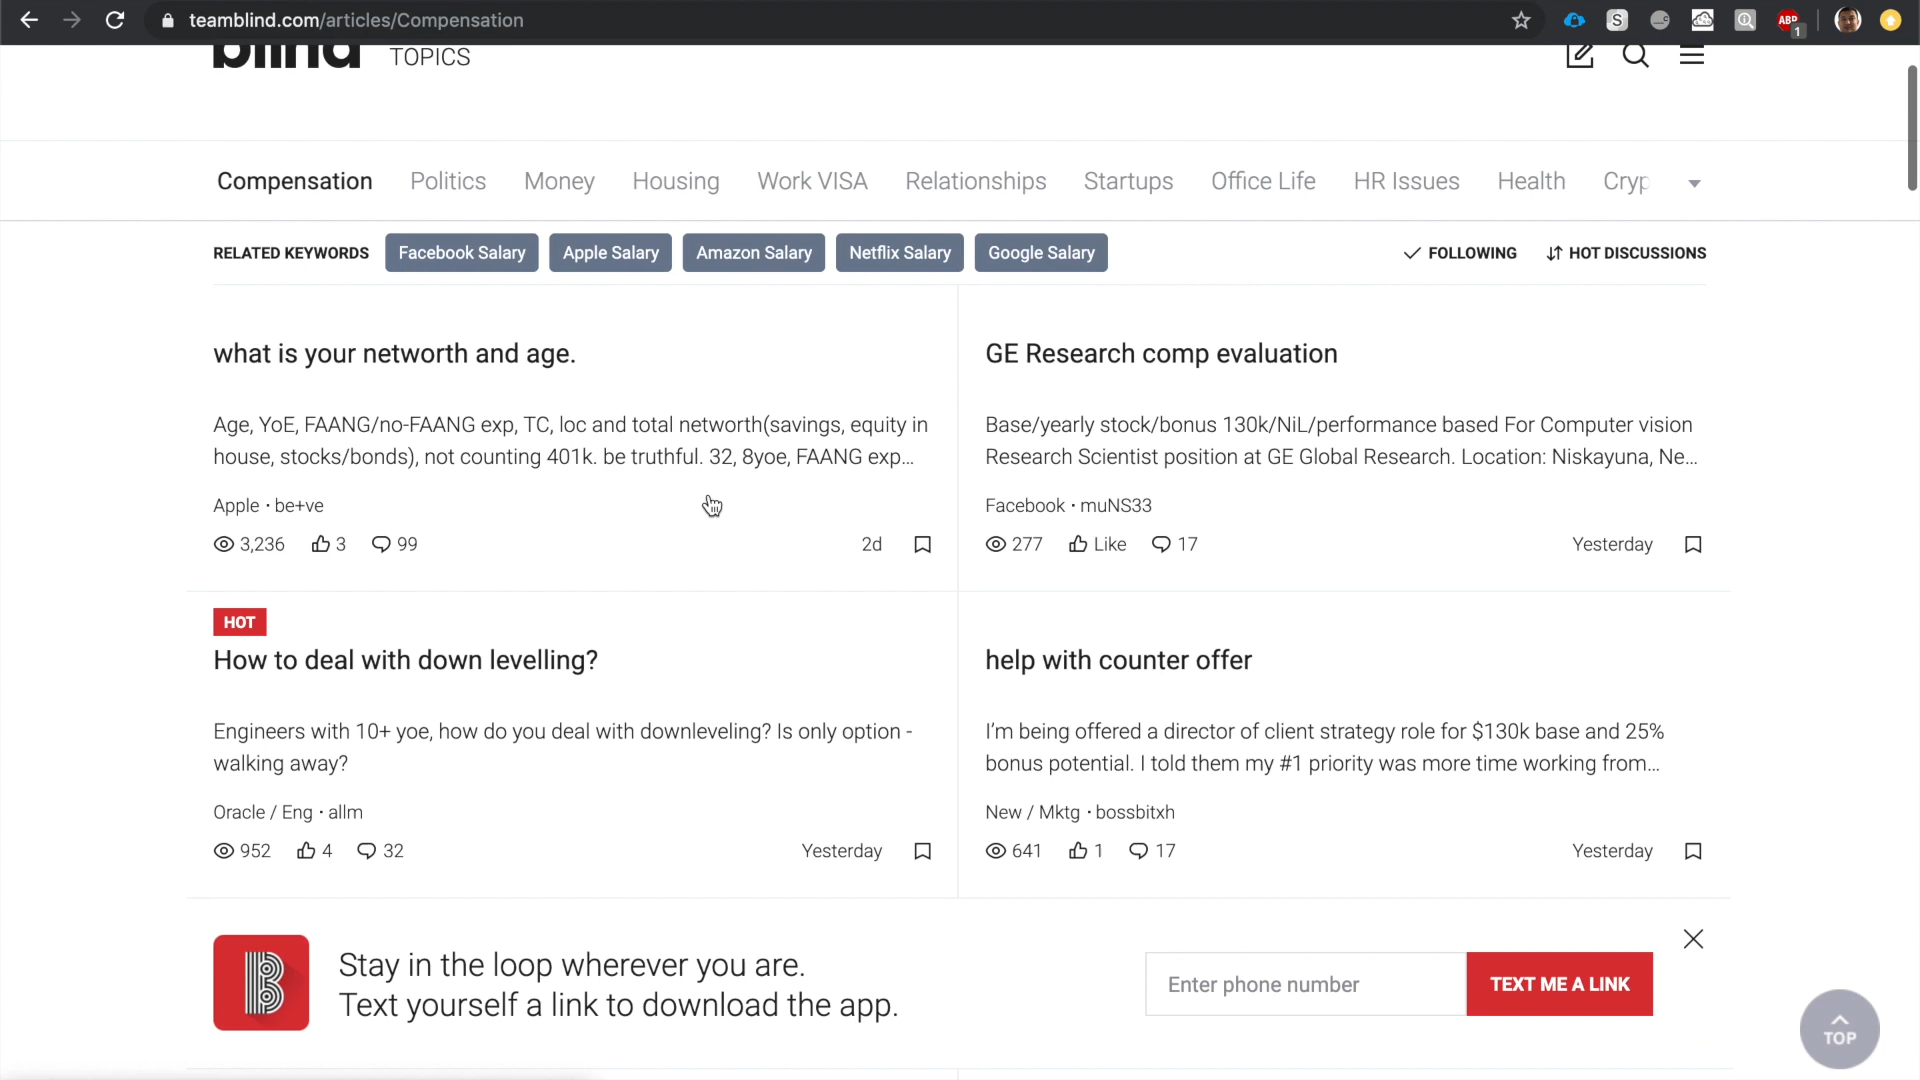 teamblind.com/articles/Compensation
ABP
1
S
blind TOPICS
Compensation Politics Money Housing Work VISA Relationships Startups Office Life HR Issues Health Cryp
RELATED KEYWORDS Facebook Salary Apple Salary Amazon Salary Netflix Salary Google Salary FOLLOWING HOT DISCUSSIONS
what is your networth and age.
Age, YoE, FAANG/no-FAANG exp, TC, loc and total networth(savings, equity in
house, stocks/bonds), not counting 401k. be truthful. 32, 8yoe, FAANG exp...
Apple · be+ve
3,236 3 99 2d
GE Research comp evaluation
Base/yearly stock/bonus 130k/NiL/performance based For Computer vision
Research Scientist position at GE Global Research. Location: Niskayuna, Ne...
Facebook · muNS33
277 Like 17 Yesterday
HOT
How to deal with down levelling?
Engineers with 10+ yoe, how do you deal with downleveling? Is only option -
walking away?
Oracle / Eng · allm
952 4 32 Yesterday
help with counter offer
I’m being offered a director of client strategy role for $130k base and 25%
bonus potential. I told them my #1 priority was more time working from...
New / Mktg · bossbitxh
641 1 17 Yesterday
B
Stay in the loop wherever you are.
Text yourself a link to download the app.
Enter phone number TEXT ME A LINK
TOP